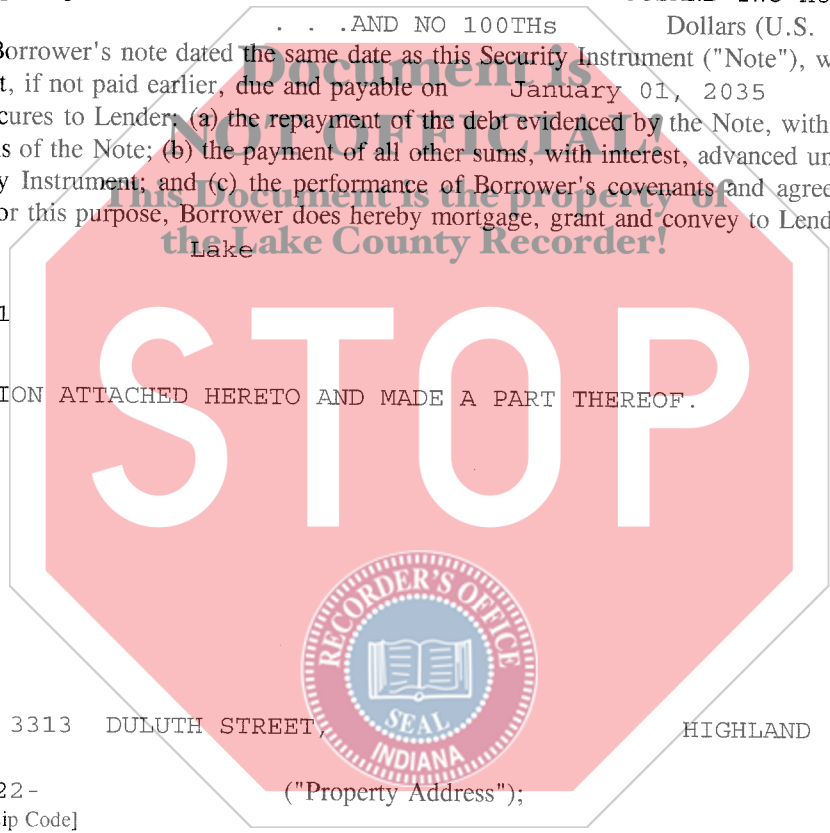 . . .AND NO 100THs Dollars (U.S.
Borrower's note dated the same date as this Security Instrument ("Note"), w
t, if not paid earlier, due and payable on January 01, 2035
cures to Lender: (a) the repayment of the debt evidenced by the Note, with
s of the Note; (b) the payment of all other sums, with interest, advanced un
y Instrument; and (c) the performance of Borrower's covenants and agree
or this purpose, Borrower does hereby mortgage, grant and convey to Lend
Lake
Document is
NOT OFFICIAL!
This Document is the property of
the Lake County Recorder!
1
ION ATTACHED HERETO AND MADE A PART THEREOF.
STOP
RECORDER'S OFFICE
SEAL
INDIANA
3313 DULUTH STREET, HIGHLAND
22- ("Property Address");
ip Code]